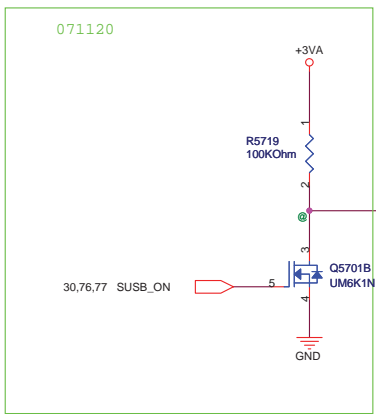 071120
+3VA
1
R5719
100KOhm
2
@
3
Q5701B
30,76,77 SUSB_ON
5
UM6K1N
4
GND